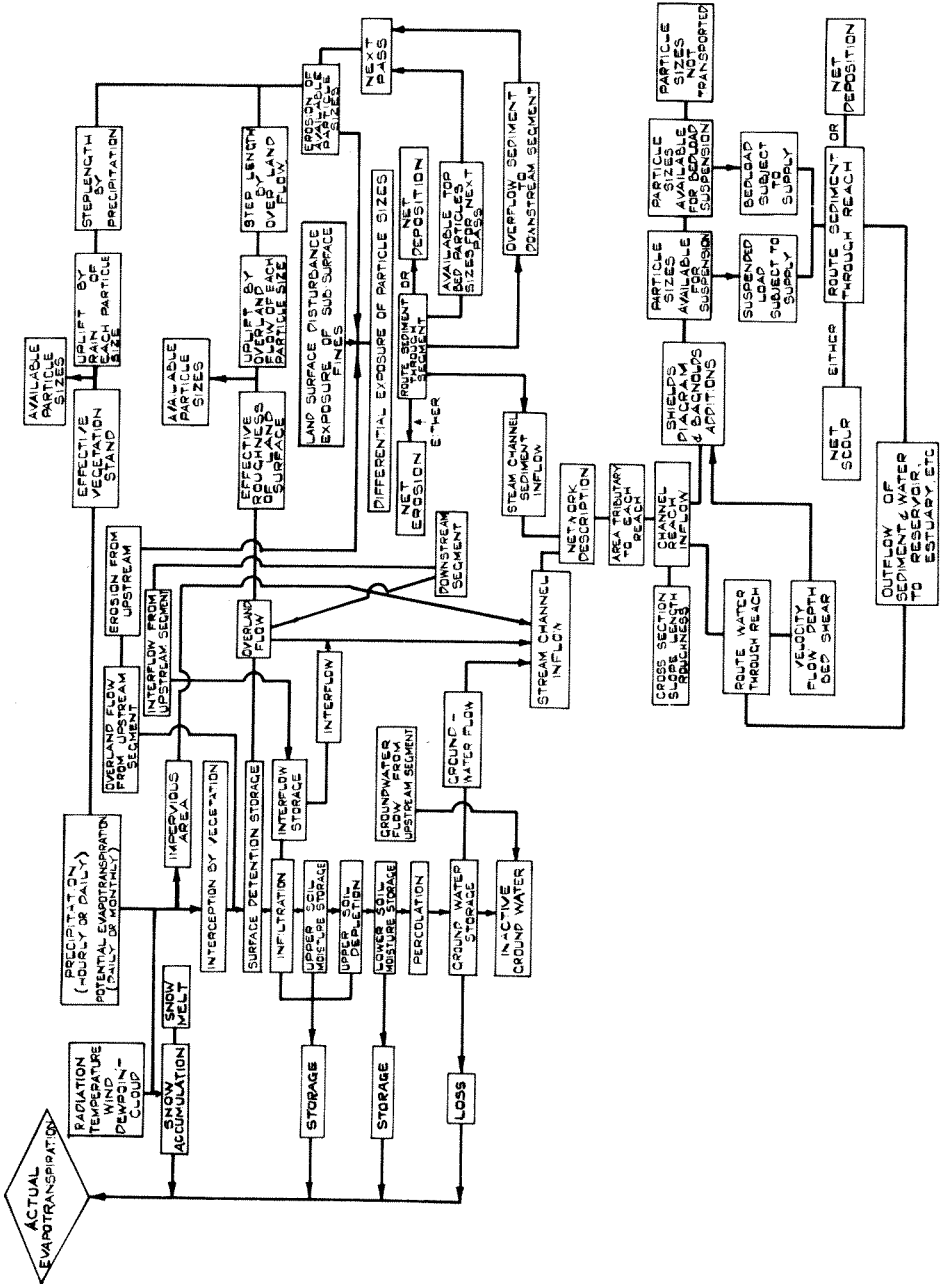 ACTUAL
EVAPOTRANSPIRATION
RADIATION
TEMPERATURE
WIND
DEWPOIN-
CLOUD
SNOW
ACCUMULATION
SNOW
MELT
STORAGE
STORAGE
LOSS
PRECIPITATION
(HOURLY OR DAILY)
POTENTIAL EVAPOTRANSPIRATION
(DAILY OR MONTHLY)
IMPERVIOUS
AREA
INTERCEPTION BY VEGETATION
SURFACE DETENTION STORAGE
INFILTRATION
UPPER SOIL
MOISTURE STORAGE
UPPER SOIL
DEPLETION
LOWER SOIL
MOISTURE STORAGE
PERCOLATION
GROUND WATER
STORAGE
INACTIVE
GROUND WATER
OVERLAND FLOW
FROM UPSTREAM
SEGMENT
EROSION FROM
UPSTREAM
INTERFLOW FROM
UPSTREAM SEGMENT
INTERFLOW
STORAGE
INTERFLOW
GROUNDWATER
FLOW FROM
UPSTREAM SEGMENT
GROUND-
WATER FLOW
OVERLAND
FLOW
DOWNSTREAM
SEGMENT
STREAM CHANNEL
INFLOW
EFFECTIVE
VEGETATION
STAND
AVAILABLE
PARTICLE
SIZES
UPLIFT BY
RAIN OF
EACH PARTICLE
SIZE
STEPLENGTH
BY
PRECIPITATION
EFFECTIVE
ROUGHNESS
OF LAND
SURFACE
AVAILABLE
PARTICLE
SIZES
UPLIFT BY
OVERLAND
FLOW OF EACH
PARTICLE SIZE
STEP LENGTH
BY
OVER LAND
FLOW
EROSION OF
AVAILABLE
PARTICLE
SIZES
NEXT
PASS
LAND SURFACE DISTURBANCE
EXPOSURE OF SUB SURFACE
FINES
DIFFERENTIAL EXPOSURE OF PARTICLE SIZES
NET
EROSION
ETHER
ROUTE SEDIMENT
THROUGH
SEGMENT
OR
NET
DEPOSITION
AVAILABLE TOP
BED PARTICLES
SIZES FOR NEXT
PASS
OVERFLOW SEDIMENT
TO
DOWNSTREAM SEGMENT
STEAM CHANNEL
SEDIMENT
INFLOW
NETWORK
DESCRIPTION
AREA TRIBUTARY
TO EACH
REACH
CROSS SECTION
SLOPE LENGTH
ROUGHNESS
CHANNEL
REACH
INFLOW
ROUTE WATER
THROUGH REACH
VELOCITY
FLOW DEPTH
BED SHEAR
SHIELDS
DIAGRAM
& BAGNOLDS
ADDITIONS
PARTICLE
SIZES
AVAILABLE
FOR
SUSPENSION
PARTICLE SIZES
AVAILABLE
FOR BEDLOAD
SUSPENSION
PARTICLE
SIZES
NOT
TRANSPORTED
SUSPENDED
LOAD
SUBJECT TO
SUPPLY
BEDLOAD
SUBJECT
TO
SUPPLY
NET
SCOUR
EITHER
ROUTE SEDIMENT
THROUGH REACH
OR
NET
DEPOSITION
OUTFLOW OF
SEDIMENT & WATER
TO RESERVOIR,
ESTUARY, ETC